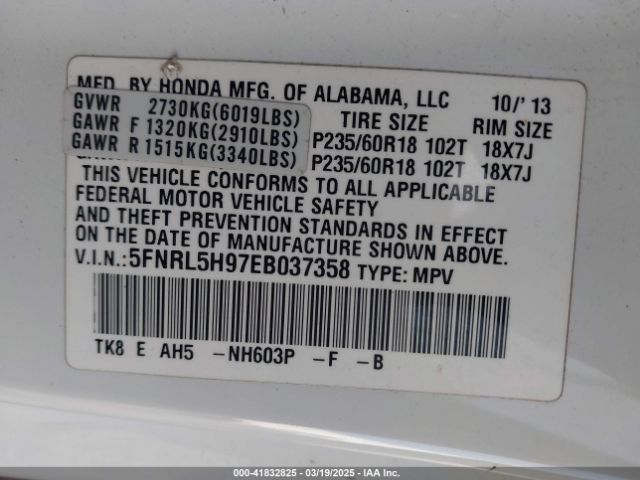 MFD. BY HONDA MFG. OF ALABAMA, LLC 10/' 13
GVWR 2730KG(6019LBS) TIRE SIZE RIM SIZE
GAWR F 1320KG(2910LBS) P235/60R18 102T 18X7J
GAWR R 1515KG(3340LBS) P235/60R18 102T 18X7J
THIS VEHICLE CONFORMS TO ALL APPLICABLE
FEDERAL MOTOR VEHICLE SAFETY
AND THEFT PREVENTION STANDARDS IN EFFECT
ON THE DATE OF MANUFACTURE SHOWN ABOVE.
V.I.N.:5FNRL5H97EB037358 TYPE: MPV
TK8 E AH5 -NH603P -F -B
000-41832825 - 03/19/2025 - IAA.com